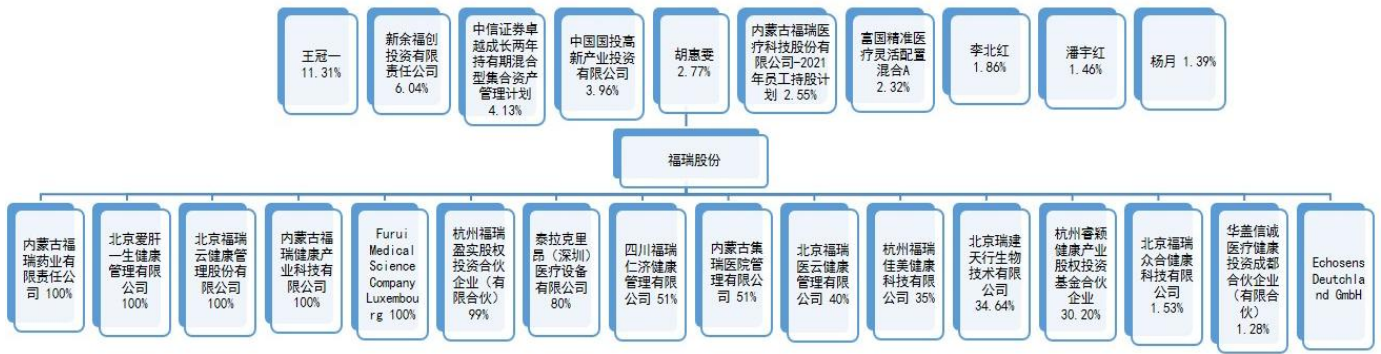 王冠一
11.31%
新余福创
投资有限
责任公司
6.04%
中信证券卓
越成长两年
持有期混合
型集合资产
管理计划
4.13%
中国国投高
新产业投资
有限公司
3.96%
胡惠雯
2.77%
内蒙古福瑞医
疗科技股份有
限公司-2021
年员工持股计
划 2.55%
富国精准医
疗灵活配置
混合A
2.32%
李北红
1.86%
潘宇红
1.46%
杨月 1.39%
福瑞股份
内蒙古福
瑞药业有
限责任公
司 100%
北京爱肝
一生健康
管理有限
公司
100%
北京福瑞
云健康管
理股份有
限公司
100%
内蒙古福
瑞健康产
业科技有
限公司
100%
Furui
Medical
Science
Company
Luxembou
rg 100%
杭州福瑞
盈实股权
投资合伙
企业（有
限合伙）
99%
泰拉克里
昂（深圳）
医疗设备
有限公司
80%
四川福瑞
仁济健康
管理有限
公司 51%
内蒙古集
瑞医院管
理有限公
司 51%
北京福瑞
医云健康
管理有限
公司 40%
杭州福瑞
佳美健康
科技有限
公司 35%
北京瑞建
天行生物
技术有限
公司
34.64%
杭州睿颖
健康产业
股权投资
基金合伙
企业
30.20%
北京福瑞
众合健康
科技有限
公司
1.53%
华盖信诚
医疗健康
投资成都
合伙企业
（有限合
伙）
1.28%
Echosens
Deutchla
nd GmbH